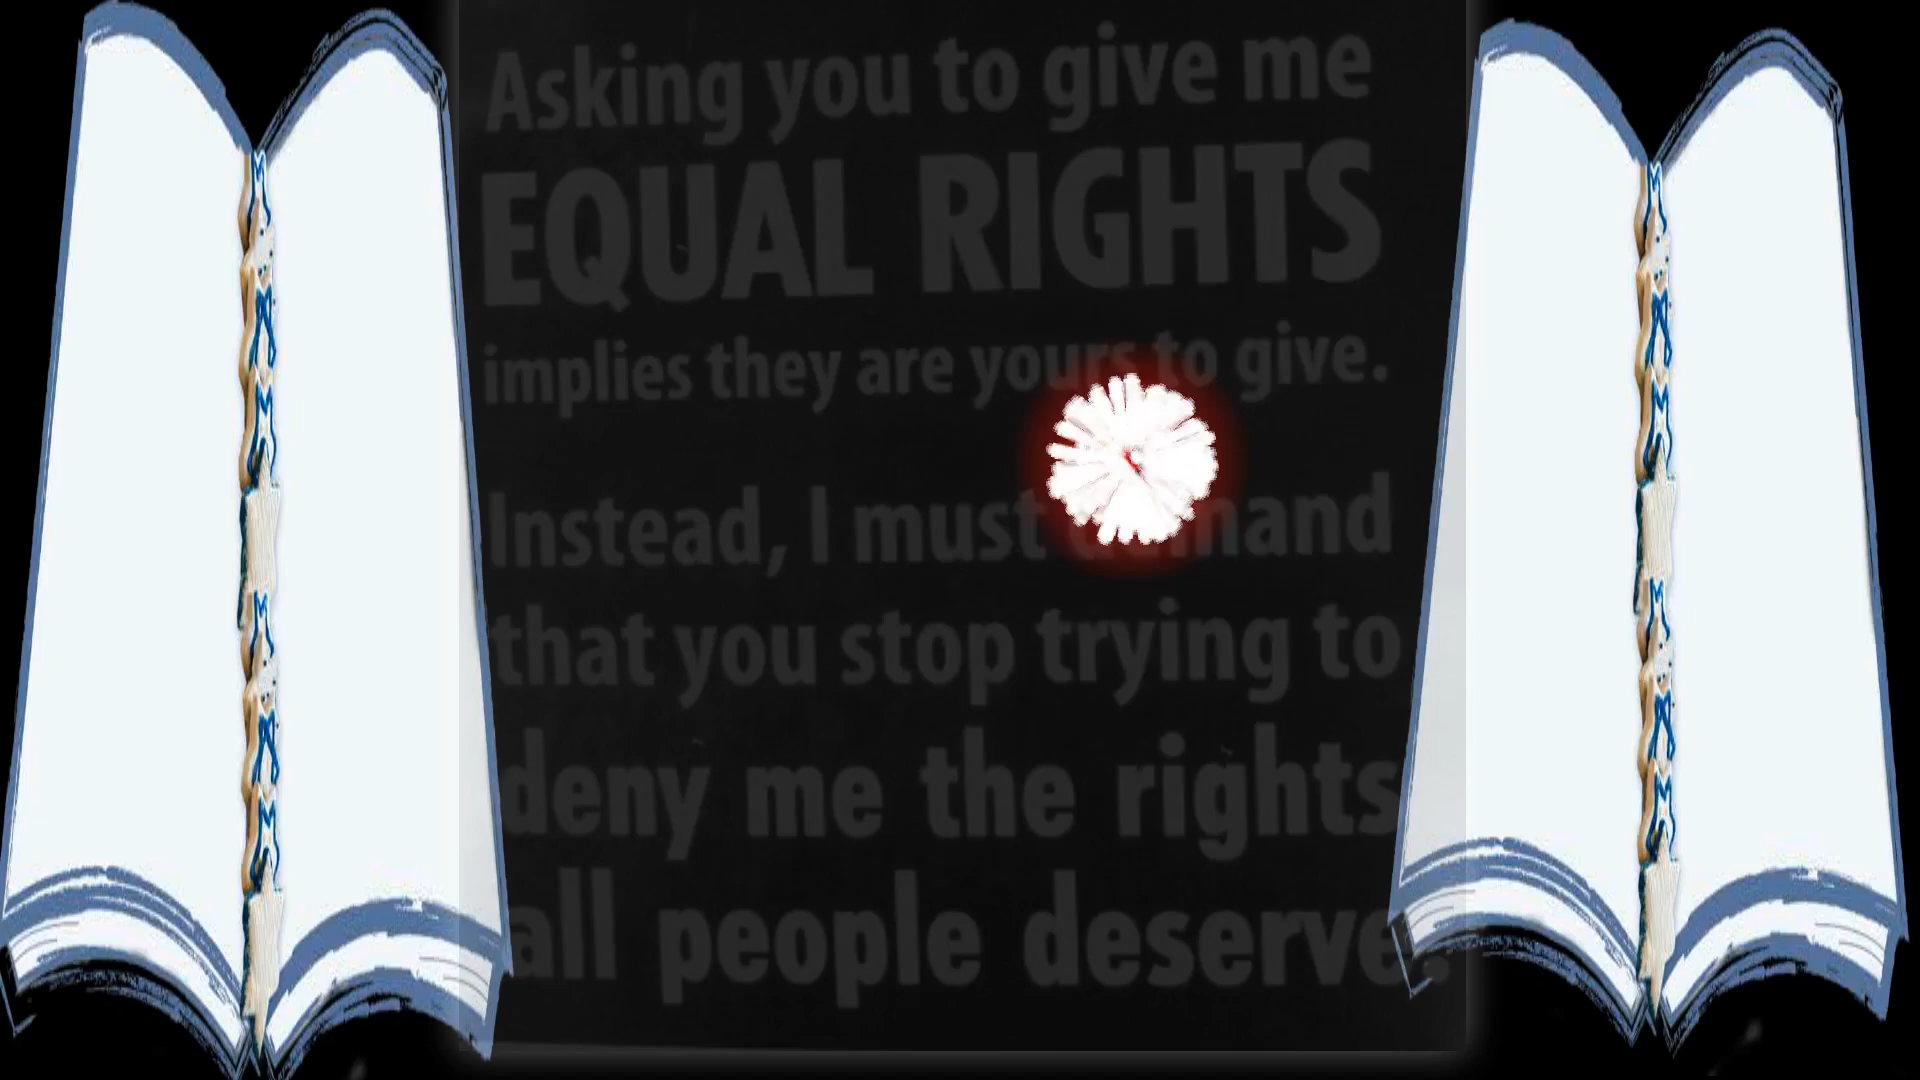 Asking you to give me
EQUAL RIGHTS
implies they are yours to give.
Instead, I must demand
that you stop trying to
deny me the rights
all people deserve.